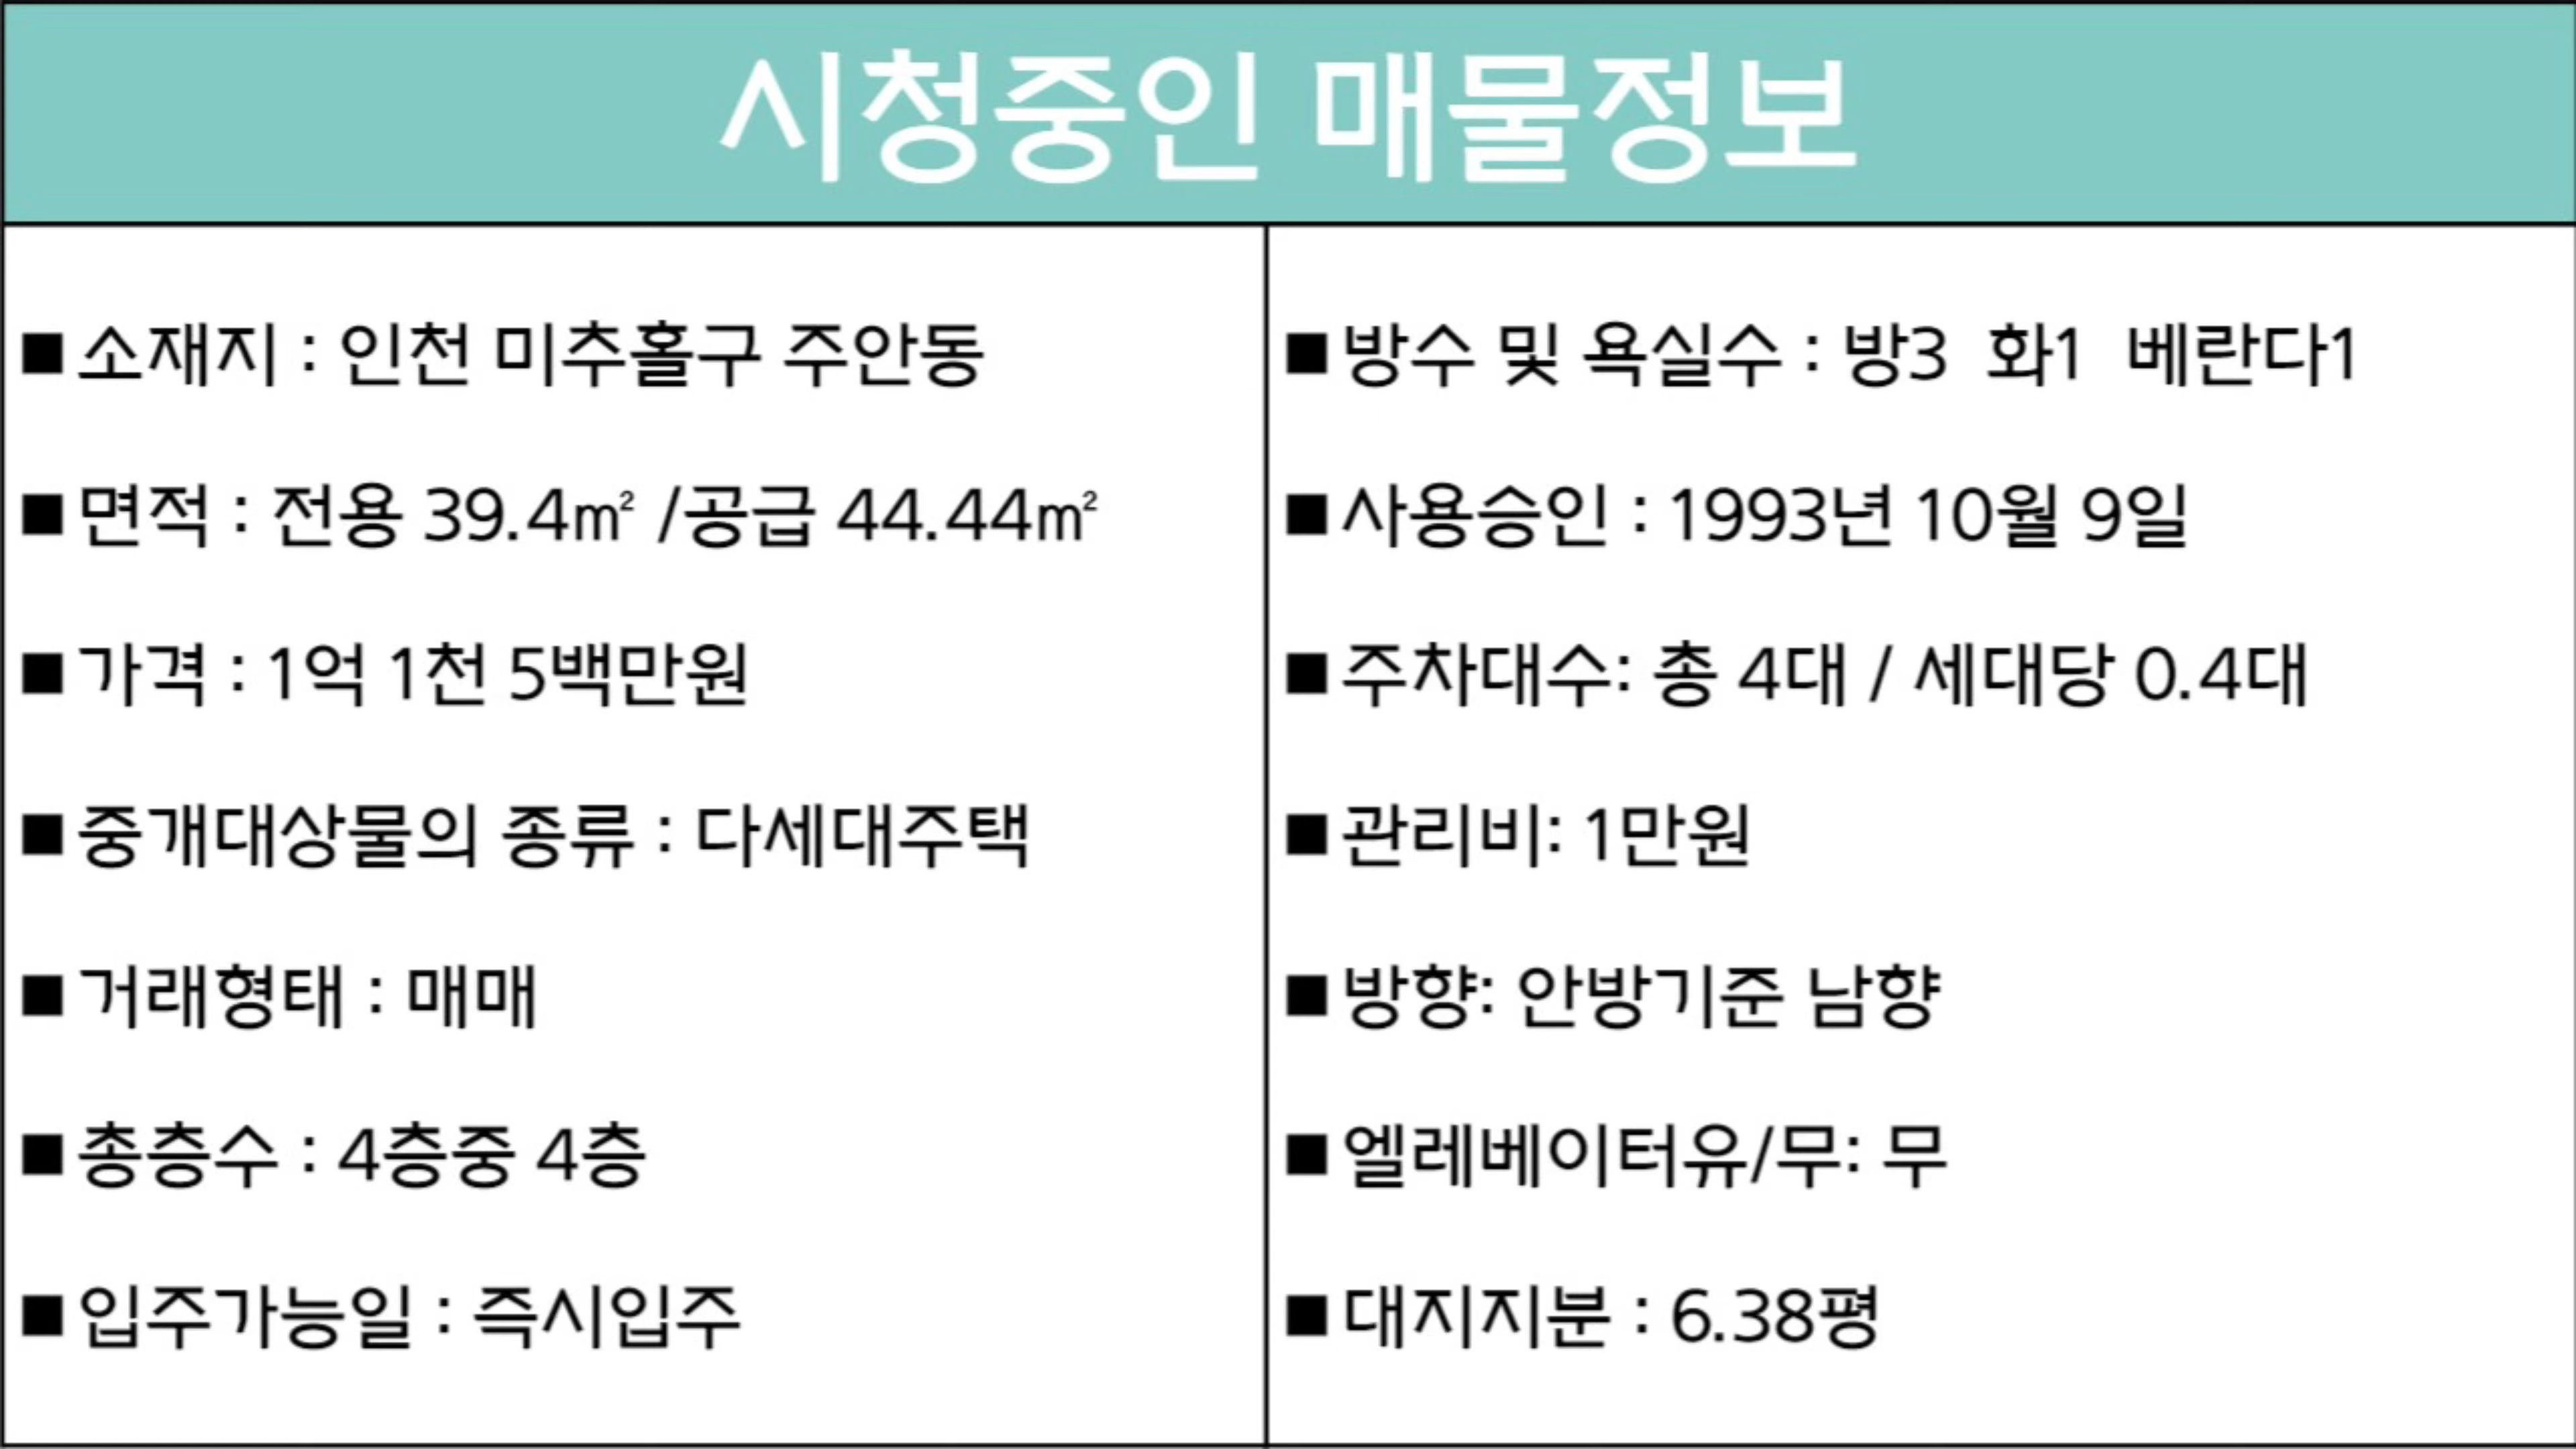 시청중인 매물정보
■ 소재지 : 인천 미추홀구 주안동
■ 면적 : 전용 39.4㎡ /공급 44.44㎡
■ 가격 : 1억 1천 5백만원
■ 중개대상물의 종류 : 다세대주택
■ 거래형태 : 매매
■ 총층수 : 4층중 4층
■ 입주가능일 : 즉시입주
■ 방수 및 욕실수 : 방3 화1 베란다1
■ 사용승인 : 1993년 10월 9일
■ 주차대수: 총 4대 / 세대당 0.4대
■ 관리비: 1만원
■ 방향: 안방기준 남향
■ 엘레베이터유/무: 무
■ 대지지분 : 6.38평